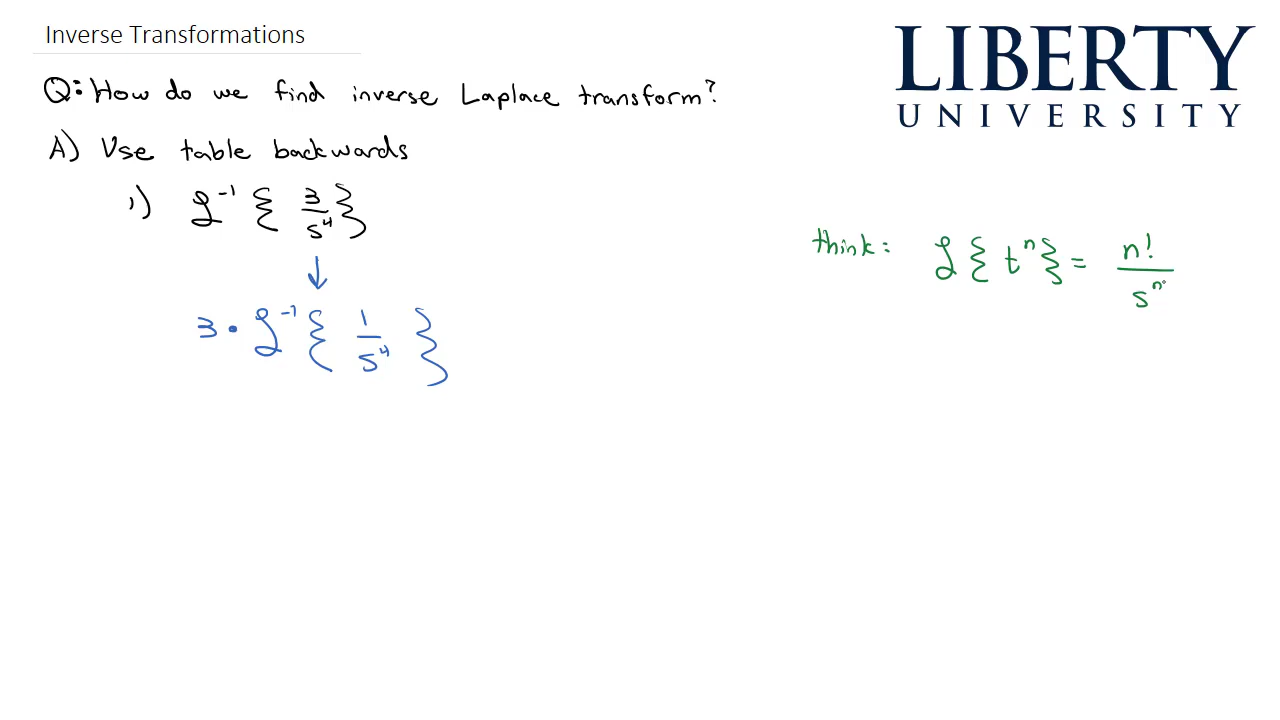 Inverse Transformations
LIBERTY
UNIVERSITY
Q: How do we find inverse Laplace transform?
A) Use table backwards
1) ℒ⁻¹ { 3/s⁴ }
think: ℒ { tⁿ } = n!/sⁿ
↓
3 · ℒ⁻¹ { 1/s⁴ }